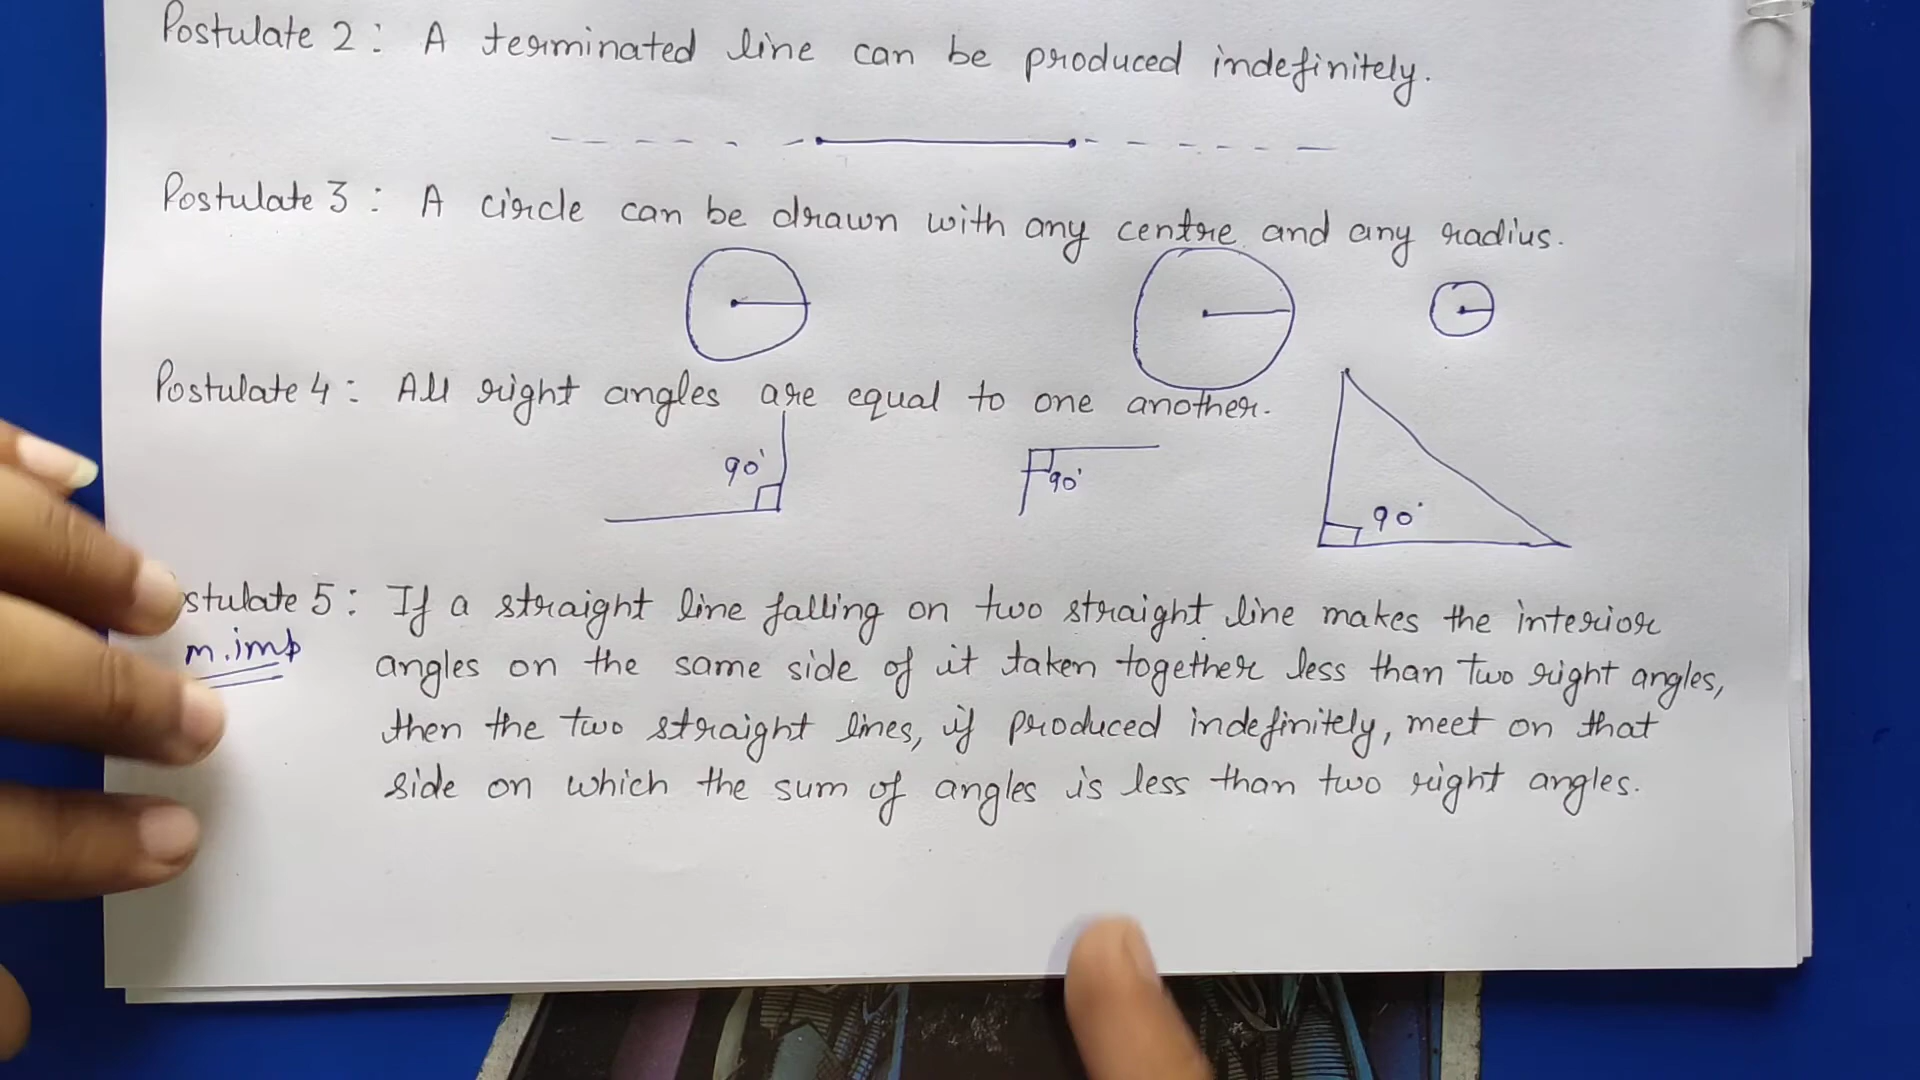 Postulate 2: A terminated line can be produced indefinitely.
Postulate 3: A circle can be drawn with any centre and any radius.
Postulate 4: All right angles are equal to one another.
90° 90° 90°
stulate 5: If a straight line falling on two straight line makes the interior
m.imp angles on the same side of it taken together less than two right angles,
then the two straight lines, if produced indefinitely, meet on that
side on which the sum of angles is less than two right angles.